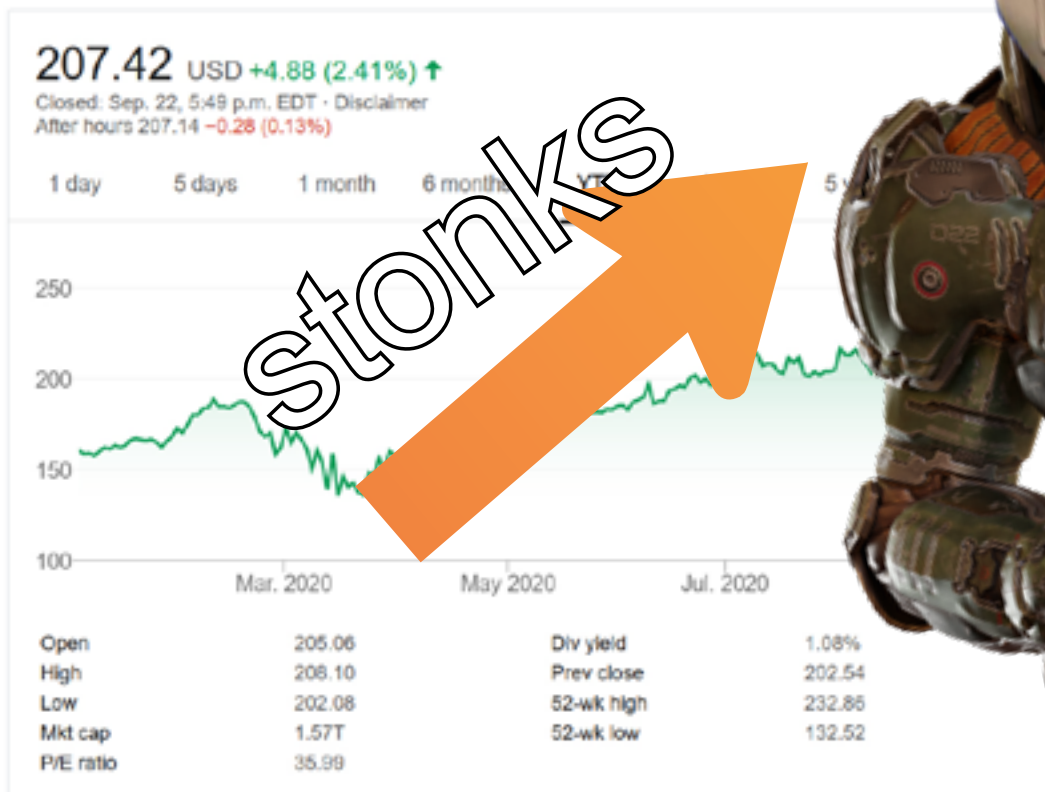 207.42 USD +4.88 (2.41%)
Closed: Sep. 22, 5:49 p.m. EDT · Disclaimer
After hours 207.14 −0.28 (0.13%)
1 day 5 days 1 month 6 months YT 5 y
stonks
250
200
150
100
Mar. 2020 May 2020 Jul. 2020
Open 205.06 Div yield 1.08%
High 208.10 Prev close 202.54
Low 202.08 52-wk high 232.86
Mkt cap 1.57T 52-wk low 132.52
P/E ratio 35.99